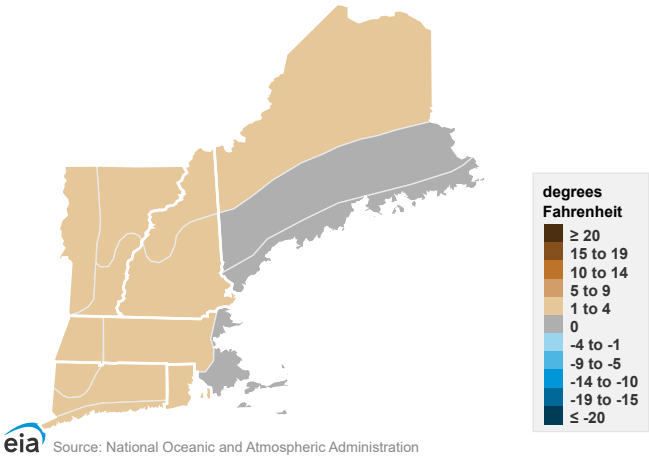 degrees
Fahrenheit
≥ 20
15 to 19
10 to 14
5 to 9
1 to 4
0
-4 to -1
-9 to -5
-14 to -10
-19 to -15
≤ -20
eia
Source: National Oceanic and Atmospheric Administration